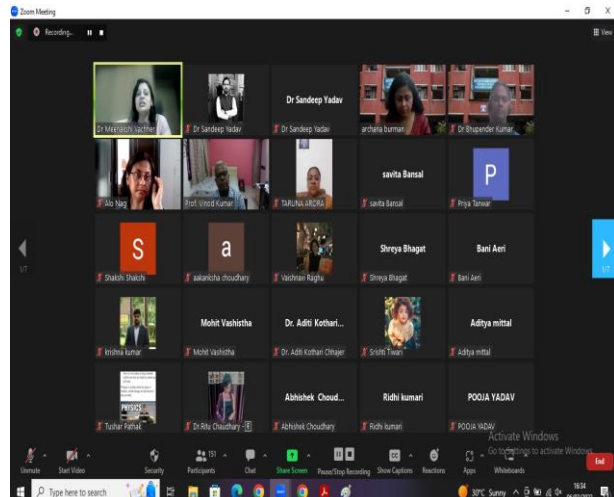 Zoom Meeting
Recording...
View
Dr Meenakshi Vachher
Dr Sandeep Yadav
Dr Sandeep Yadav
Dr Sandeep Yadav
archana burman
Dr Bhupender Kumar
Alo Nag
Prof. Vinod Kumar
TARUNA ARORA
savita Bansal
savita Bansal
P
Priya Tanwar
S
Shakshi Shakshi
a
aakanksha choudhary
Vaishnavi Raghu
Shreya Bhagat
Shreya Bhagat
Bani Aeri
Bani Aeri
1/7
1/7
krishna kumar
Mohit Vashistha
Mohit Vashistha
Dr. Aditi Kothari...
Dr. Aditi Kothari Chhajer
Srishti Tiwari
Aditya mittal
Aditya mittal
PHYSICS
Tushar Pathak
Dr.Ritu Chaudhary
Abhishek Choud...
Abhishek Choudhary
Ridhi kumari
Ridhi kumari
POOJA YADAV
POOJA YADAV
Activate Windows
Go to Settings to activate Windows.
Unmute
Start Video
Security
151
Participants
Chat
Share Screen
Pause/Stop Recording
CC
Show Captions
Reactions
Apps
Whiteboards
End
Type here to search
30°C Sunny
16:34